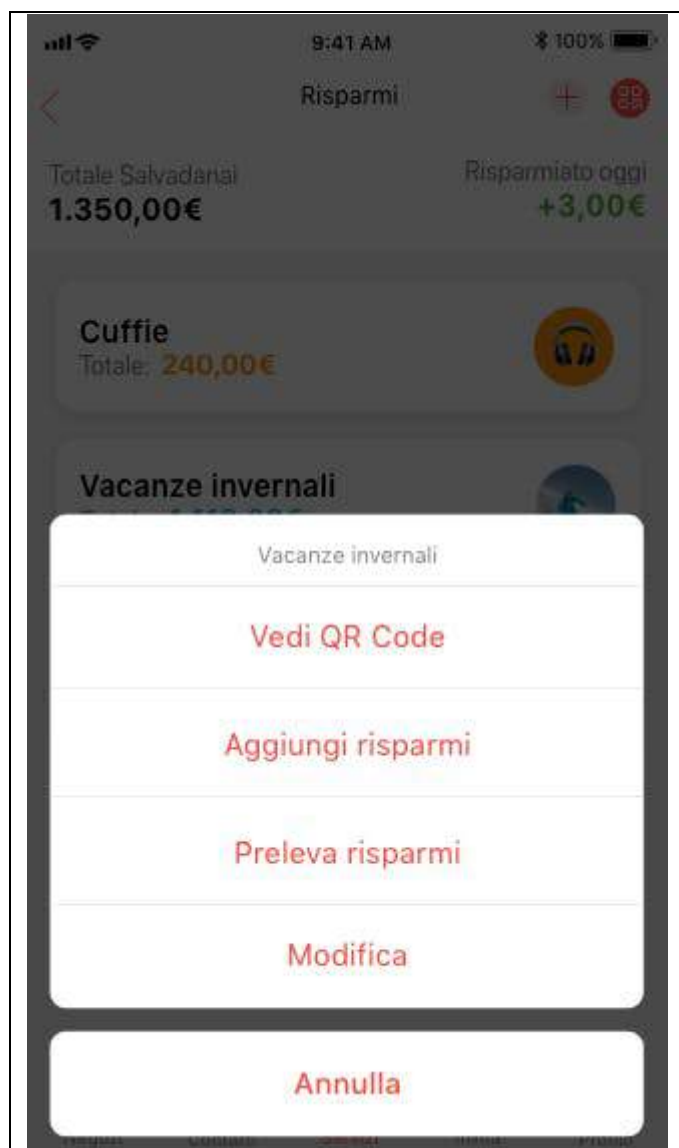 9:41 AM
100%
Risparmi
Totale Salvadanai
Risparmiato oggi
1.350,00€
+3,00€
Cuffie
Totale: 240,00€
Vacanze invernali
Vacanze invernali
Vedi QR Code
Aggiungi risparmi
Preleva risparmi
Modifica
Annulla